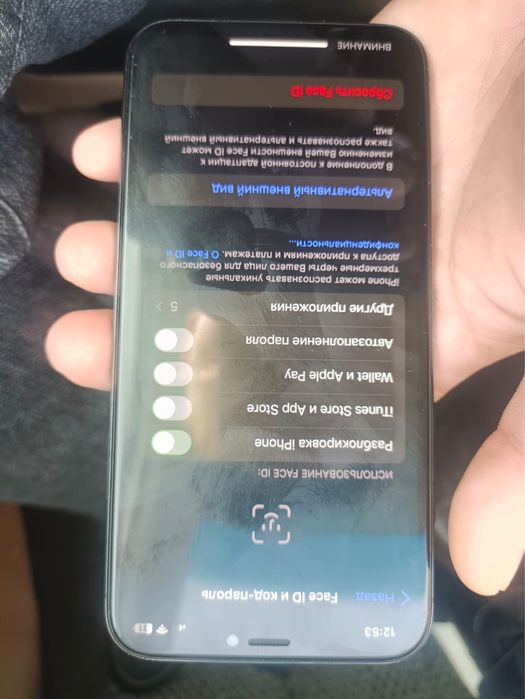 12:53
Назад
Face ID и код-пароль
ИСПОЛЬЗОВАНИЕ FACE ID:
Разблокировка iPhone
iTunes Store и App Store
Wallet и Apple Pay
Автозаполнение пароля
Другие приложения 5
iPhone может распознавать уникальные
трехмерные черты Вашего лица для безопасного
доступа к приложениям и платежам. О Face ID и
конфиденциальности...
Альтернативный внешний вид
В дополнение к постоянной адаптации к
изменению Вашей внешности Face ID может
также распознавать и альтернативный внешний
вид.
Сбросить Face ID
ВНИМАНИЕ